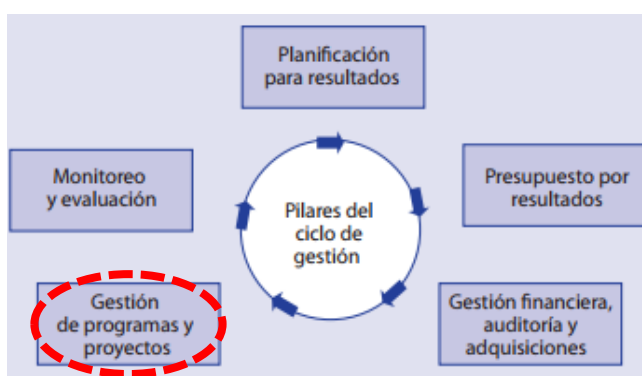 Planificación
para resultados
Monitoreo
y evaluación
Pilares del
ciclo de
gestión
Presupuesto por
resultados
Gestión
de programas y
proyectos
Gestión financiera,
auditoría y
adquisiciones